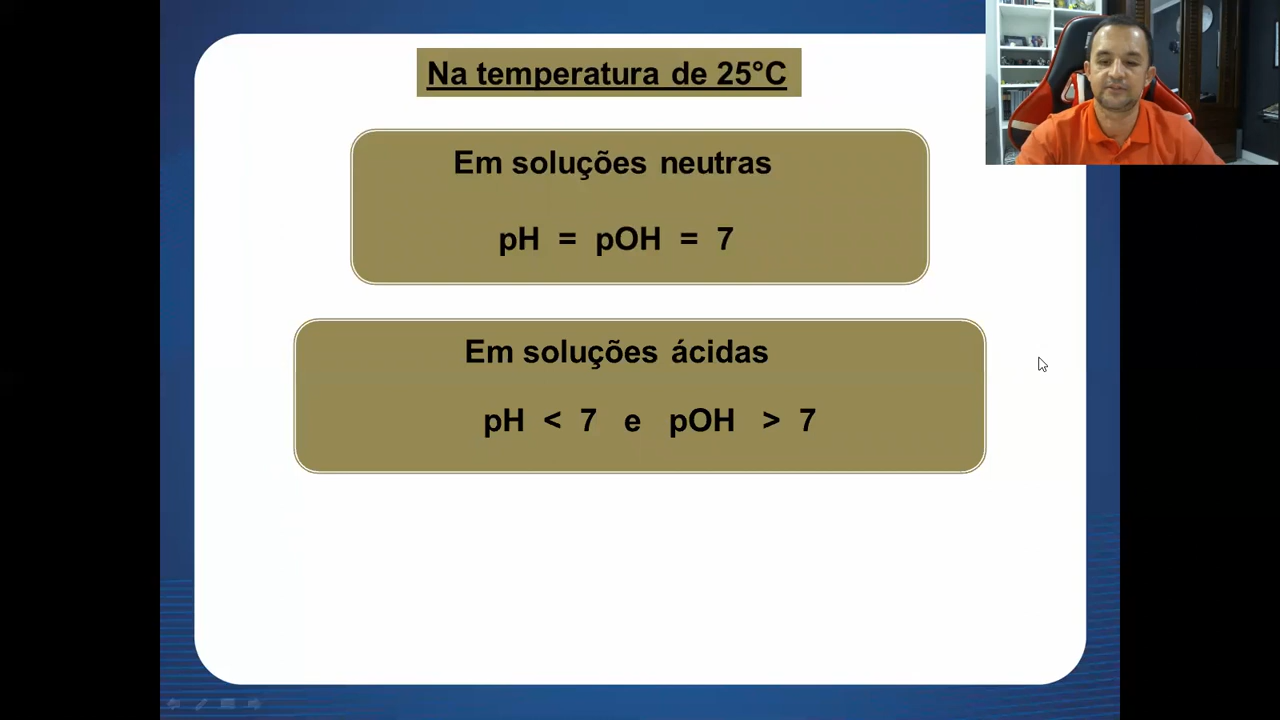 Na temperatura de 25°C
Em soluções neutras
pH = pOH = 7
Em soluções ácidas
pH < 7 e pOH > 7